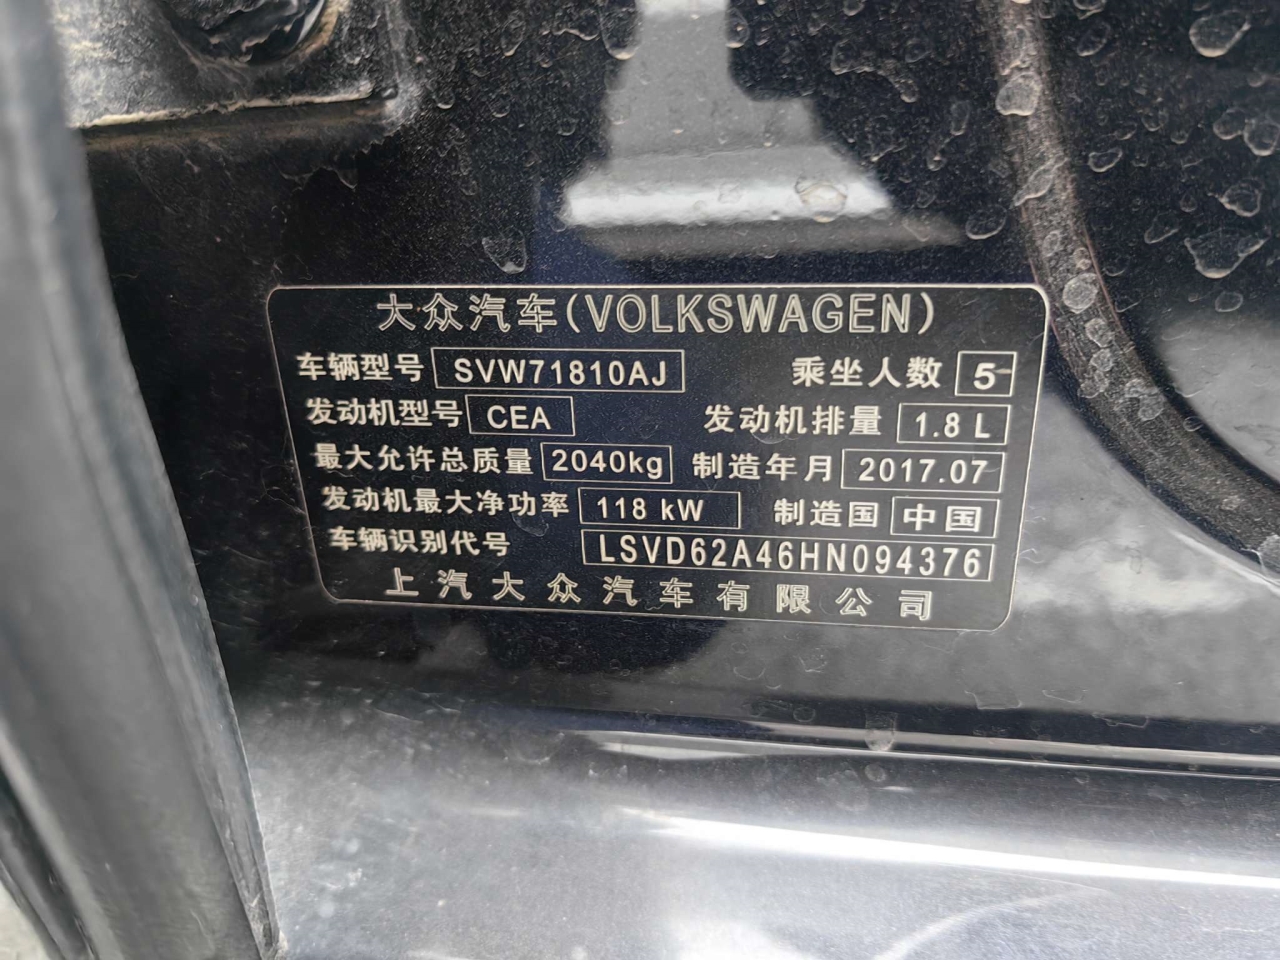 大众汽车(VOLKSWAGEN)
车辆型号 SVW71810AJ 乘坐人数 5
发动机型号 CEA 发动机排量 1.8 L
最大允许总质量 2040kg 制造年月 2017.07
发动机最大净功率 118 kW 制造国 中国
车辆识别代号 LSVD62A46HN094376
上汽大众汽车有限公司